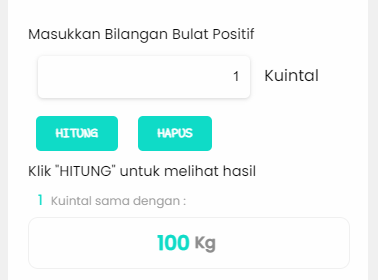 Masukkan Bilangan Bulat Positif
1 Kuintal
HITUNG HAPUS
Klik "HITUNG" untuk melihat hasil
1 Kuintal sama dengan :
100 Kg